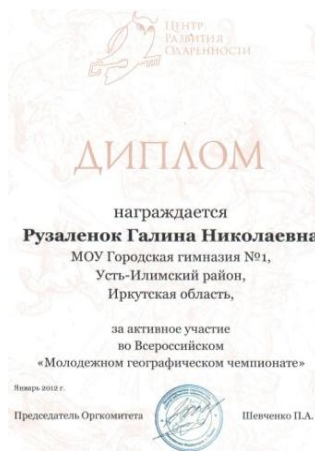 Центр
Развития
Одаренности
ДИПЛОМ
награждается
Рузаленок Галина Николаевна
МОУ Городская гимназия №1,
Усть-Илимский район,
Иркутская область,
за активное участие
во Всероссийском
«Молодежном географическом чемпионате»
Январь 2012 г.
Председатель Оргкомитета
Шевченко П.А.